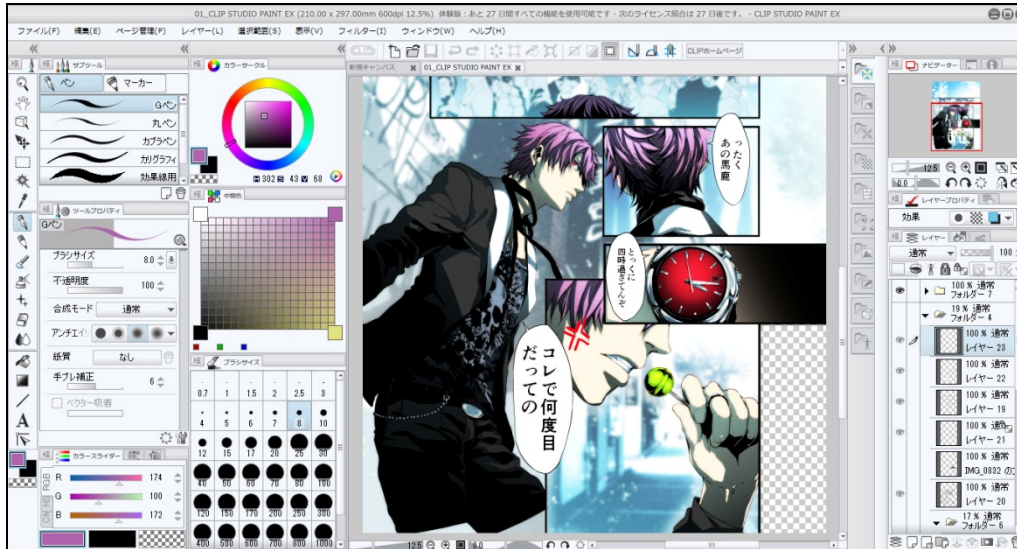 01_CLIP STUDIO PAINT EX (210.00 x 297.00mm 600dpi 12.5%) 体験版：あと 27 日間すべての機能を使用可能です - 次のライセンス照合は 27 日後です。 - CLIP STUDIO PAINT EX
ファイル(F) 編集(E) ページ管理(P) レイヤー(L) 選択範囲(S) 表示(V) フィルター(I) ウィンドウ(W) ヘルプ(H)
CLIPホームページ
サブツール
ペン マーカー
Gペン
丸ペン
カブラペン
カリグラフィ
効果線用
ツールプロパティ
Gペン
ブラシサイズ 8.0
不透明度 100
合成モード 通常
アンチエイ
紙質 なし
手ブレ補正 6
ベクター吸着
カラースライダー
RGB
R 174
G 100
B 172
カラーサークル
H 302 S 43 V 68
中間色
ブラシサイズ
0.7 1 1.5 2 2.5 3
4 5 6 7 8 10
12 15 17 20 25 30
40 50 60 70 80 100
120 150 170 200 250 300
400 500 600 700 800 1000
新規キャンバス 01_CLIP STUDIO PAINT EX
ったく
あの馬鹿
とっくに
四時過ぎてんぞ
コレで何度目
だっての
12.5 0.0
ナビゲーター
12.5
0.0
レイヤープロパティ
効果
レイヤー
通常 100
100 % 通常
フォルダー 7
19 % 通常
フォルダー 4
100 % 通常
レイヤー 23
100 % 通常
レイヤー 22
100 % 通常
レイヤー 19
100 % 通常
レイヤー 21
100 % 通常
IMG_0832 の
100 % 通常
レイヤー 20
17 % 通常
フォルダー 6